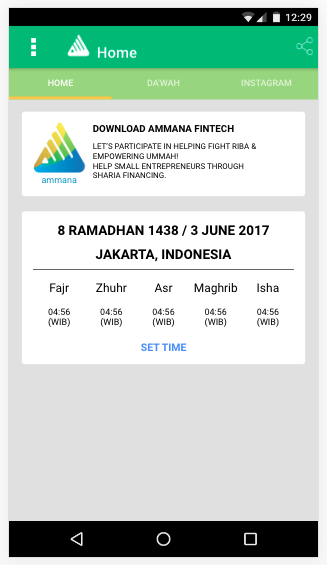 12:29
Home
HOME DA'WAH INSTAGRAM
DOWNLOAD AMMANA FINTECH
LET'S PARTICIPATE IN HELPING FIGHT RIBA &
EMPOWERING UMMAH!
HELP SMALL ENTREPRENEURS THROUGH
SHARIA FINANCING.
ammana
8 RAMADHAN 1438 / 3 JUNE 2017
JAKARTA, INDONESIA
Fajr Zhuhr Asr Maghrib Isha
04:56 04:56 04:56 04:56 04:56
(WIB) (WIB) (WIB) (WIB) (WIB)
SET TIME